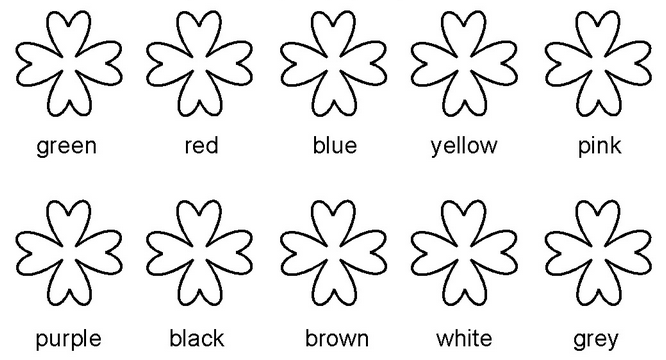 green red blue yellow pink
purple black brown white grey